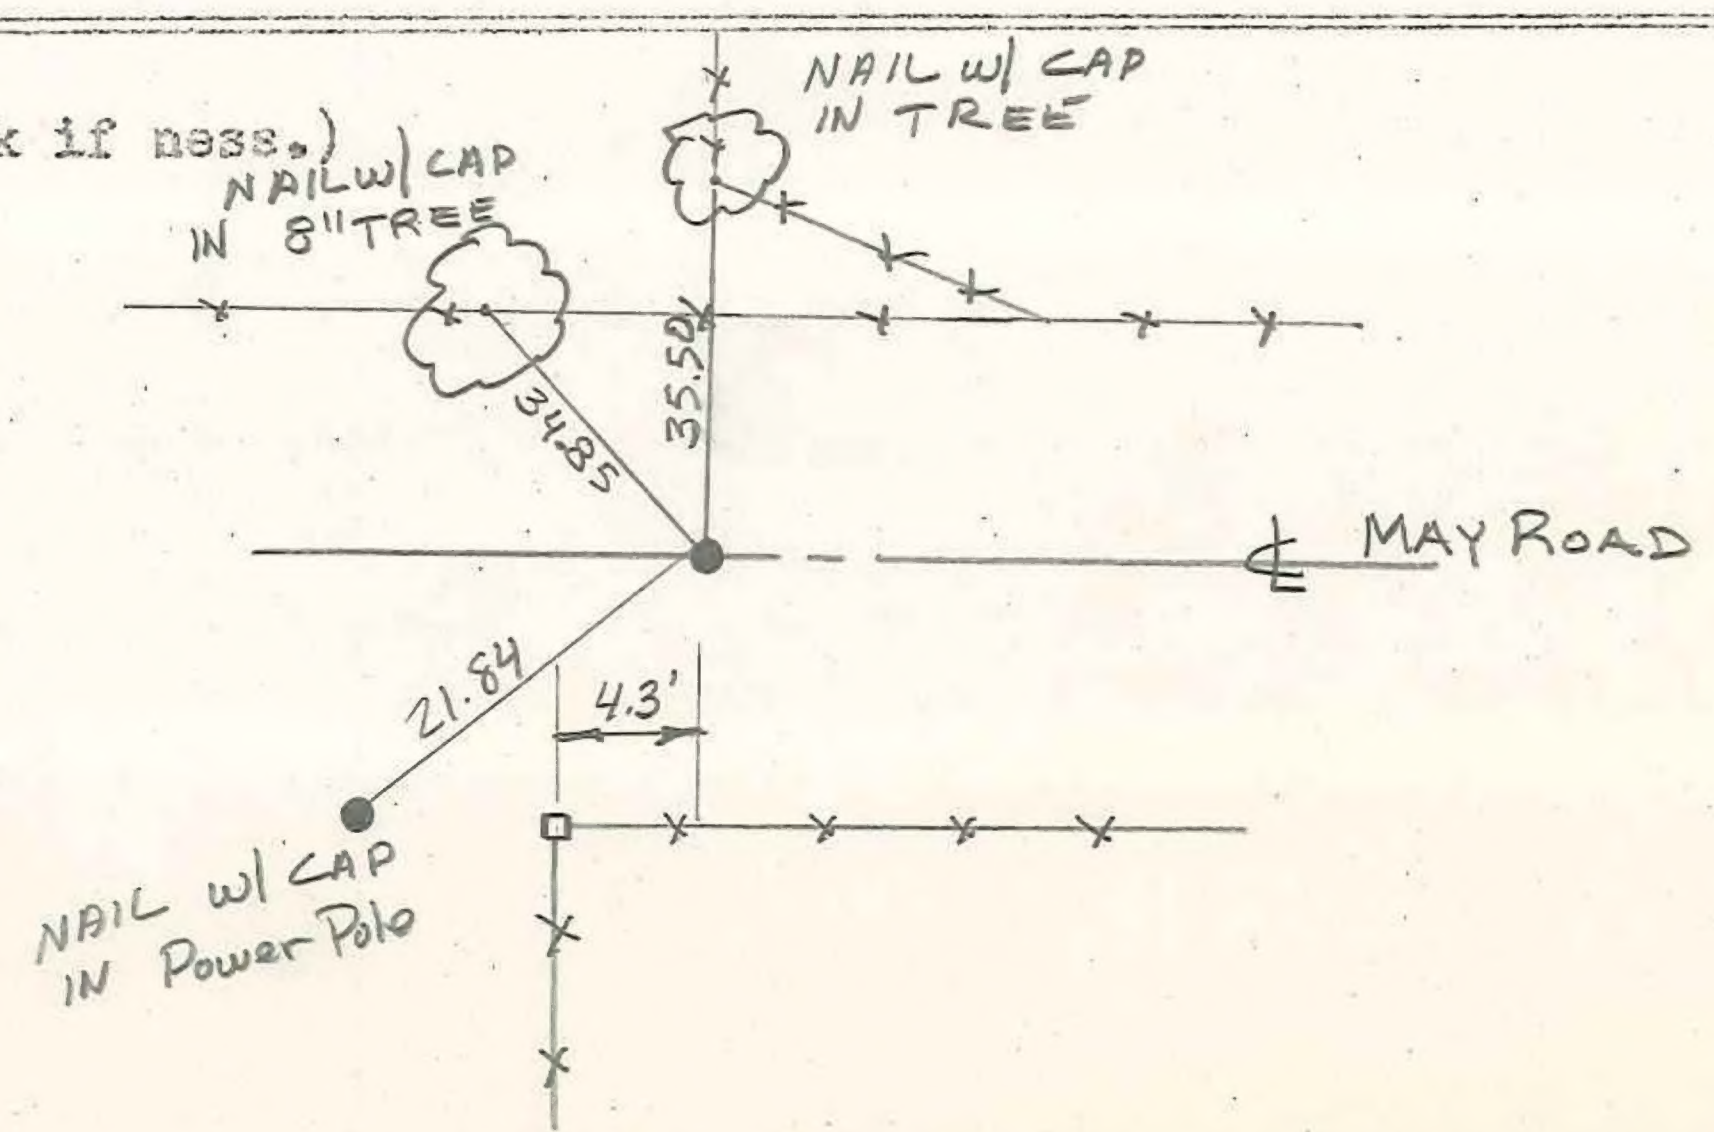 NAIL W/ CAP
IN TREE
k if ness.)
NAIL W/ CAP
IN 8" TREE
35.50
34.85
℄ MAY ROAD
21.84
4.3'
NAIL W/ CAP
IN Power Pole